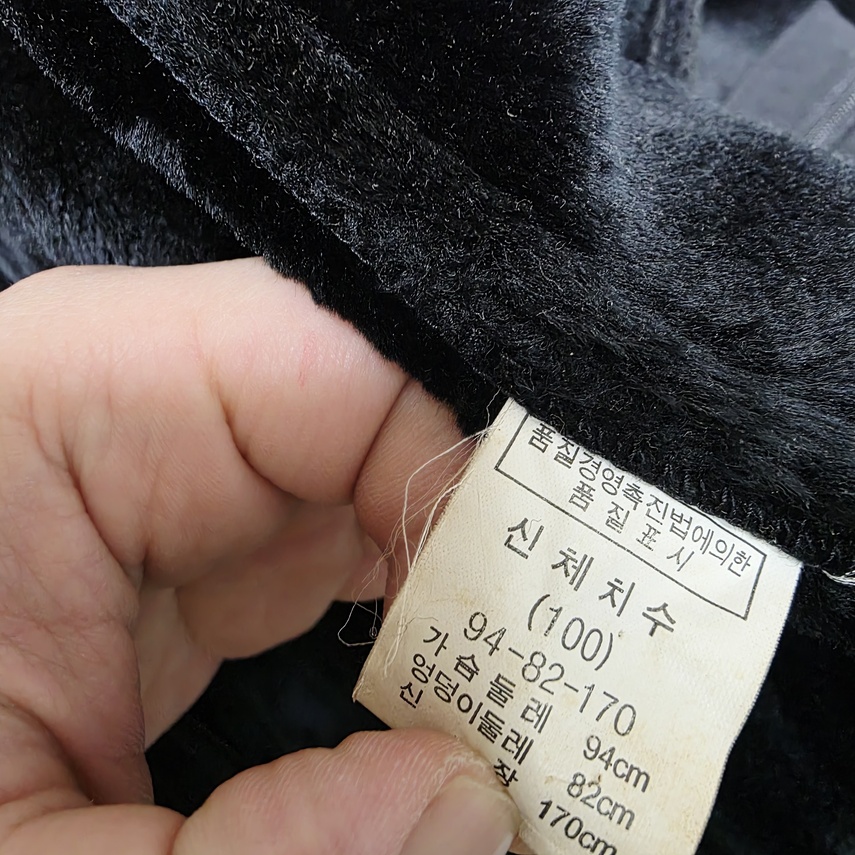 품질경영촉진법에의한
품 질 표 시
신 체 치 수
(100)
94-82-170
가 슴 둘 레 94cm
엉덩이둘레 82cm
신 장 170cm